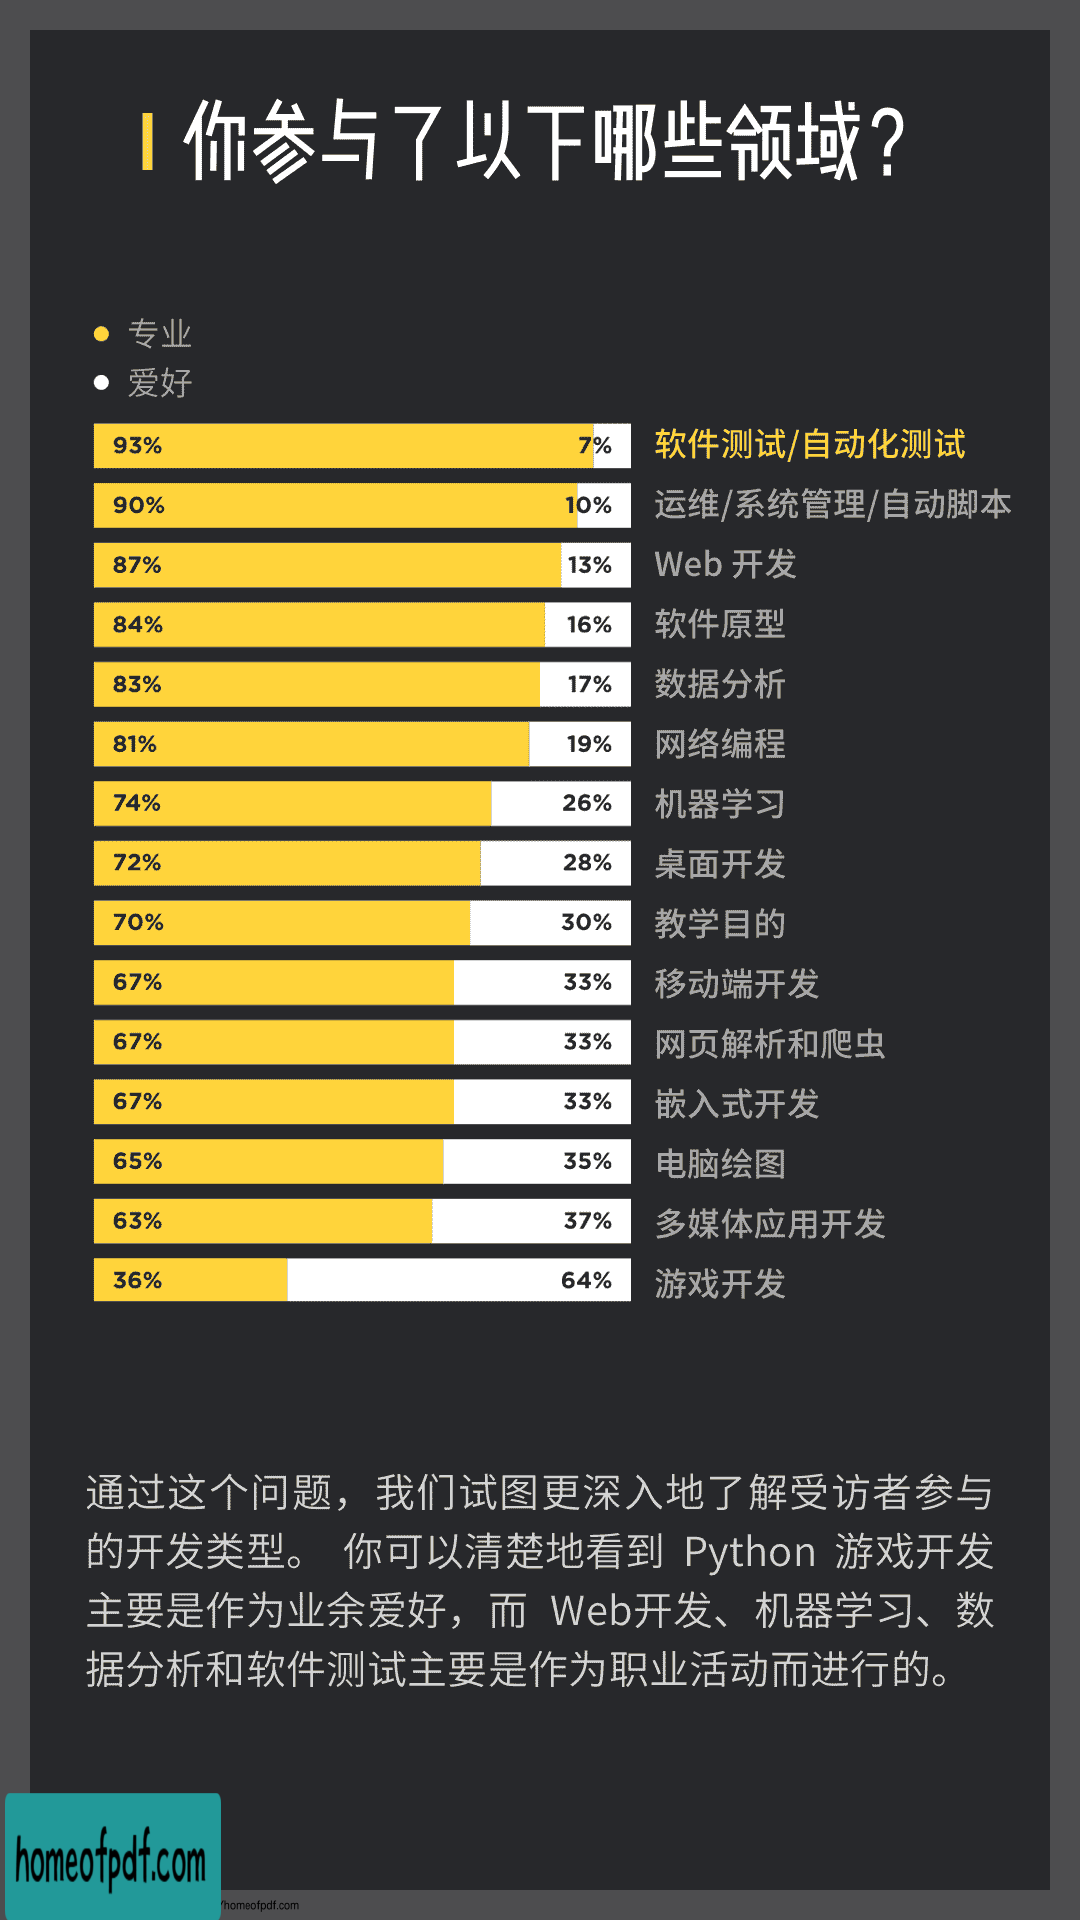 你参与了以下哪些领域?
专业
爱好
93% 7% 软件测试/自动化测试
90% 10% 运维/系统管理/自动脚本
87% 13% Web 开发
84% 16% 软件原型
83% 17% 数据分析
81% 19% 网络编程
74% 26% 机器学习
72% 28% 桌面开发
70% 30% 教学目的
67% 33% 移动端开发
67% 33% 网页解析和爬虫
67% 33% 嵌入式开发
65% 35% 电脑绘图
63% 37% 多媒体应用开发
36% 64% 游戏开发
通过这个问题，我们试图更深入地了解受访者参与
的开发类型。 你可以清楚地看到 Python 游戏开发
主要是作为业余爱好，而 Web开发、机器学习、数
据分析和软件测试主要是作为职业活动而进行的。
homeofpdf.com
/homeofpdf.com